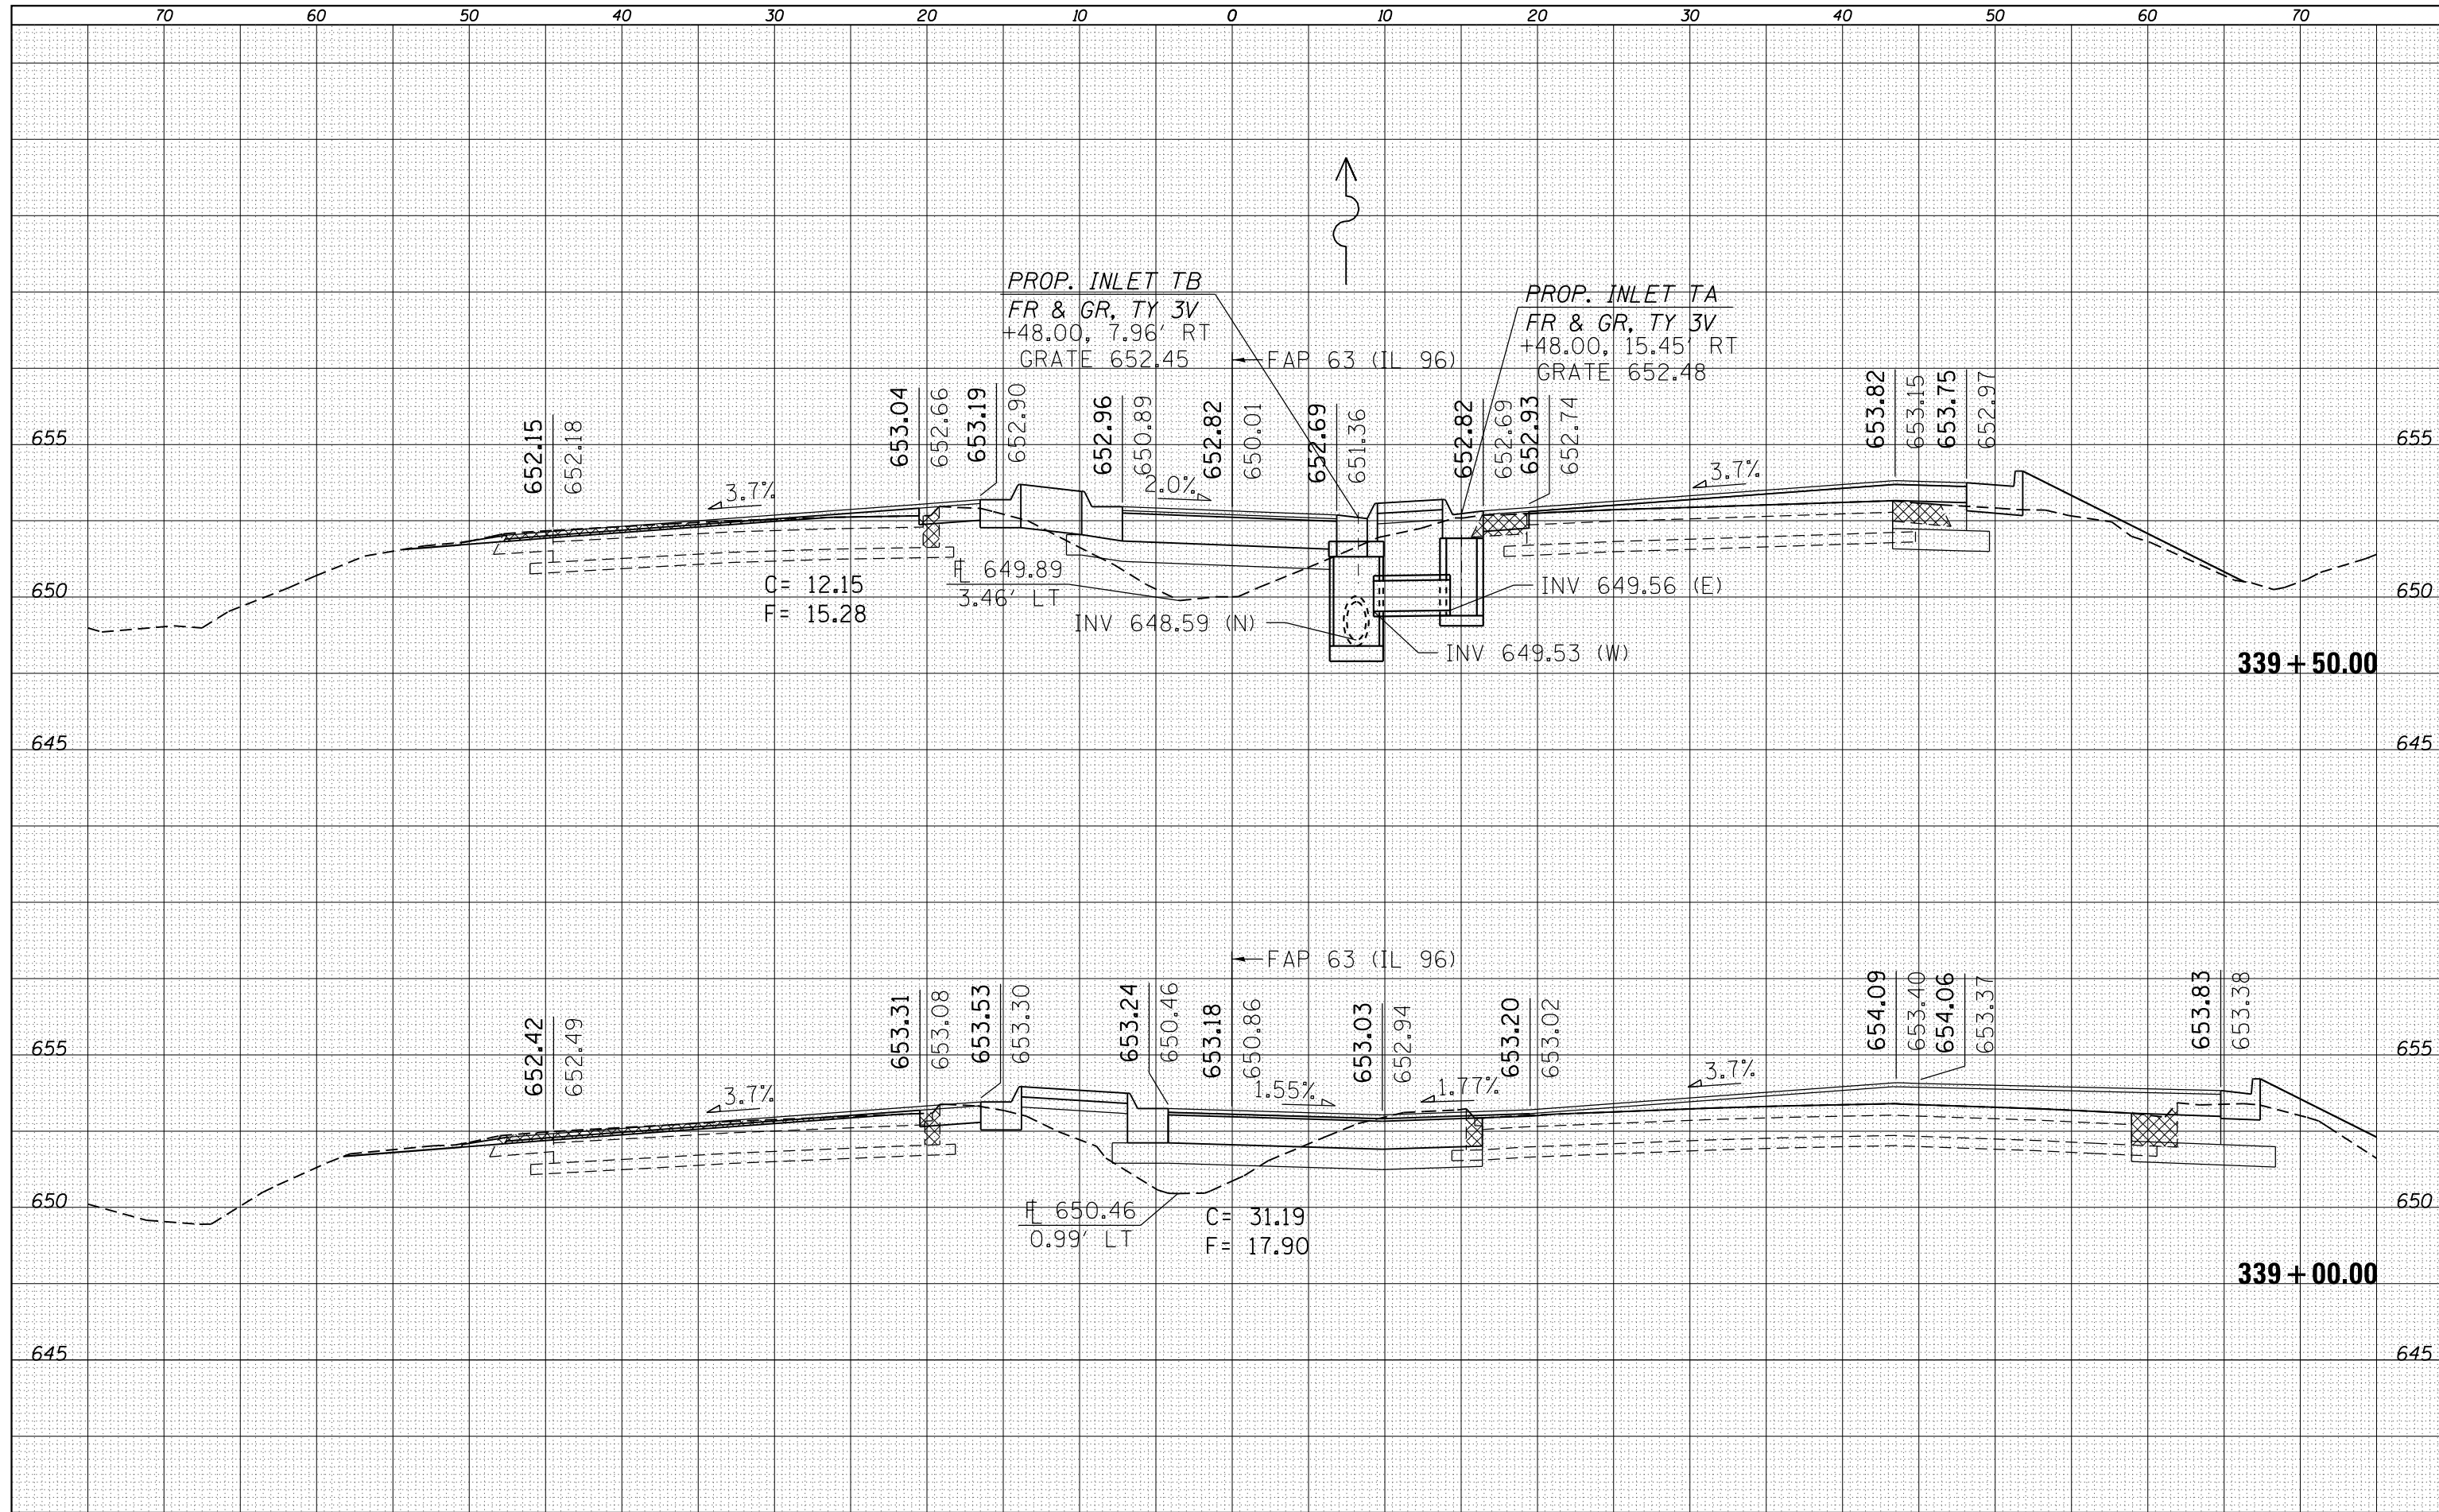 70 60 50 40 30 20 10 0 10 20 30 40 50 60 70
PROP. INLET TB
FR & GR, TY 3V
+48.00, 7.96' RT
GRATE 652.45
PROP. INLET TA
FR & GR, TY 3V
+48.00, 15.45' RT
GRATE 652.48
FAP 63 (IL 96)
652.15
652.18
653.04
652.66
653.19
652.90
652.96
650.89
652.82
650.01
652.69
651.36
652.82
652.69
652.93
652.74
653.82
653.15
653.75
652.97
655
655
3.7%
2.0%
3.7%
650
650
C= 12.15
F= 15.28
FL 649.89
3.46' LT
INV 648.59 (N)
INV 649.56 (E)
INV 649.53 (W)
339+50.00
645
645
FAP 63 (IL 96)
652.42
652.49
653.31
653.08
653.53
653.30
653.24
650.46
653.18
650.86
653.03
652.94
653.20
653.02
654.09
653.40
654.06
653.37
653.83
653.38
655
655
3.7%
1.55%
1.77%
3.7%
650
650
FL 650.46
0.99' LT
C= 31.19
F= 17.90
339+00.00
645
645